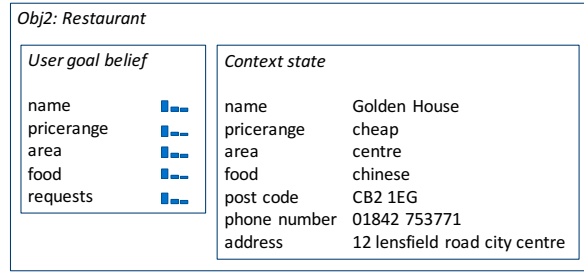 Obj2: Restaurant
User goal belief
name
pricerange
area
food
requests
Context state
name Golden House
pricerange cheap
area centre
food chinese
post code CB2 1EG
phone number 01842 753771
address 12 lensfield road city centre